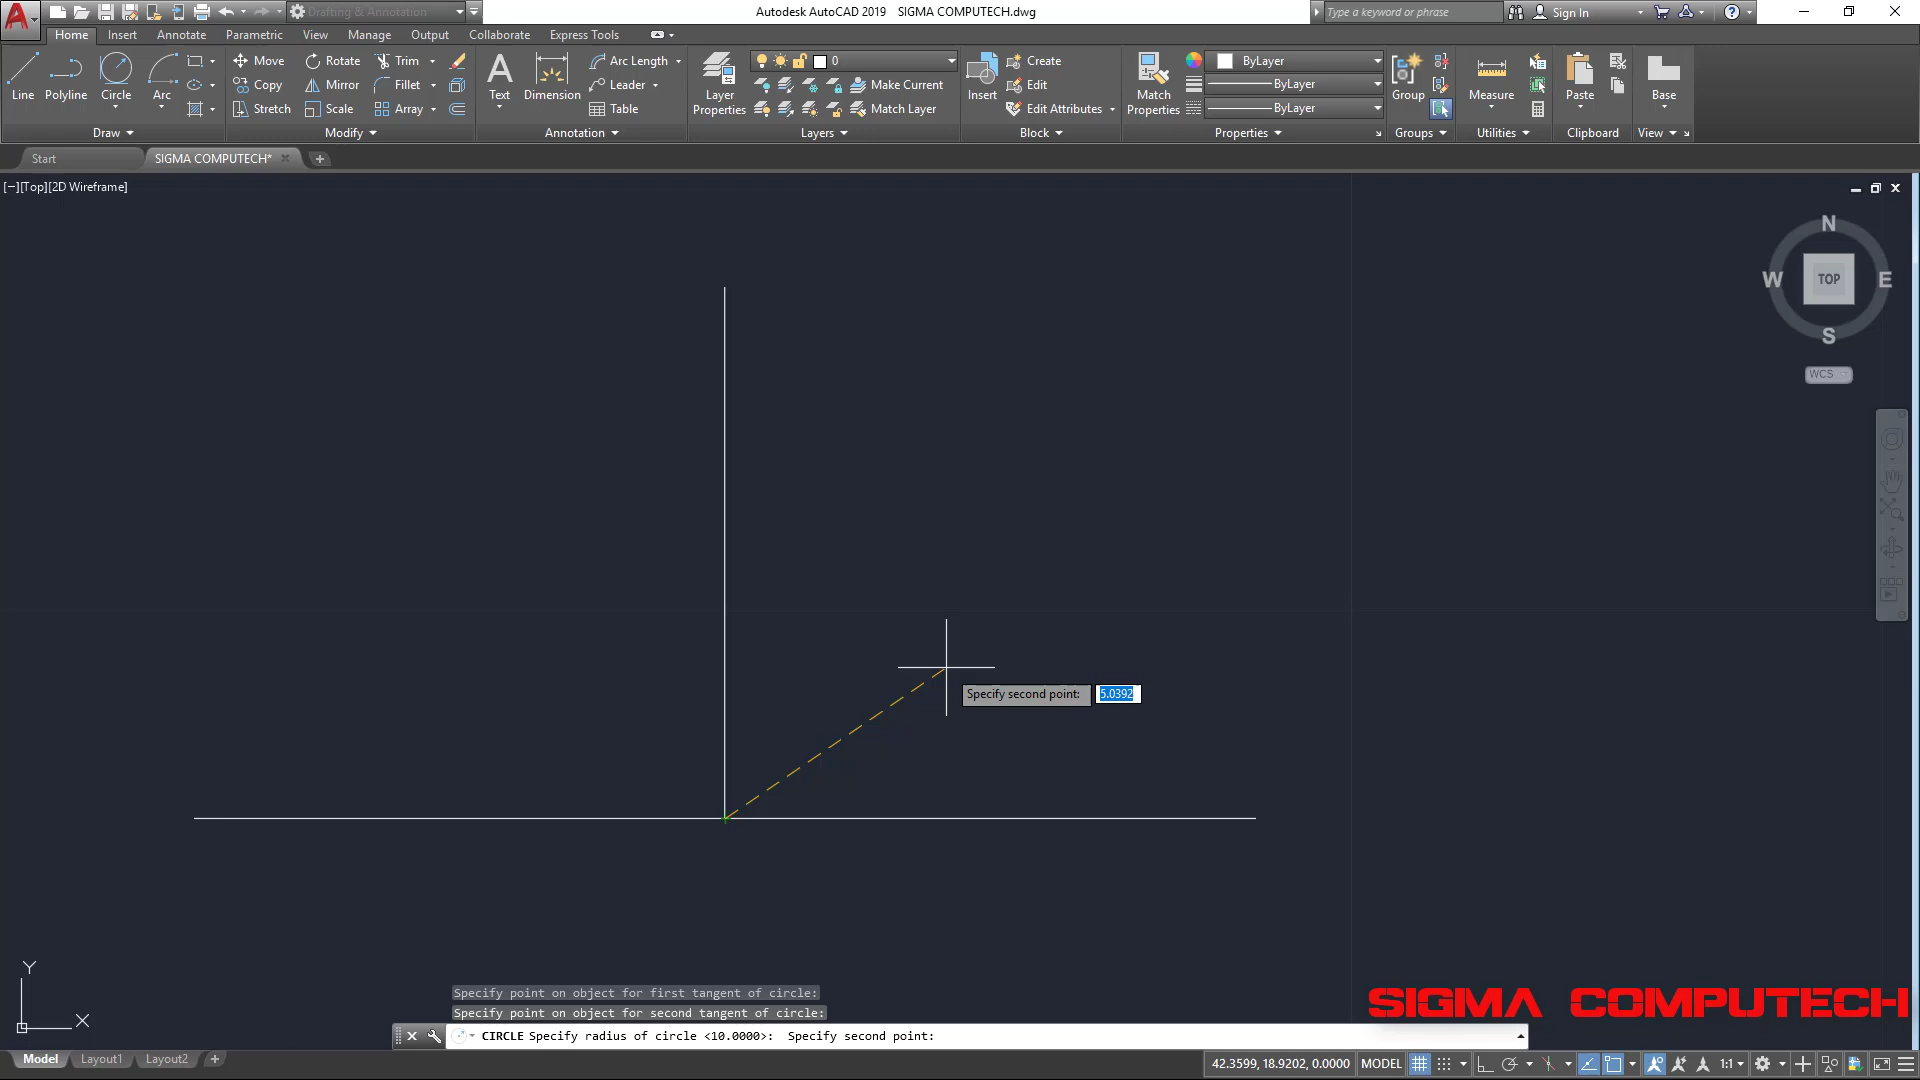 Drafting & Annotation
Autodesk AutoCAD 2019 SIGMA COMPUTECH.dwg
Type a keyword or phrase
Sign In
Home Insert Annotate Parametric View Manage Output Collaborate Express Tools
Line Polyline Circle Arc
Draw
Move Rotate Trim
Copy Mirror Fillet
Stretch Scale Array
Modify
Text Dimension
Arc Length
Leader
Table
Annotation
Layer Properties
0
Make Current
Match Layer
Layers
Insert
Create
Edit
Edit Attributes
Block
Match Properties
ByLayer
ByLayer
ByLayer
Properties
Group
Groups
Measure
Utilities
Paste
Clipboard
Base
View
Start SIGMA COMPUTECH*
[−][Top][2D Wireframe]
N
W TOP E
S
WCS
Specify second point: 5.0392
Y
X
Specify point on object for first tangent of circle:
Specify point on object for second tangent of circle:
CIRCLE Specify radius of circle <10.0000>: Specify second point:
SIGMA COMPUTECH
Model Layout1 Layout2 +
42.3599, 18.9202, 0.0000 MODEL 1:1